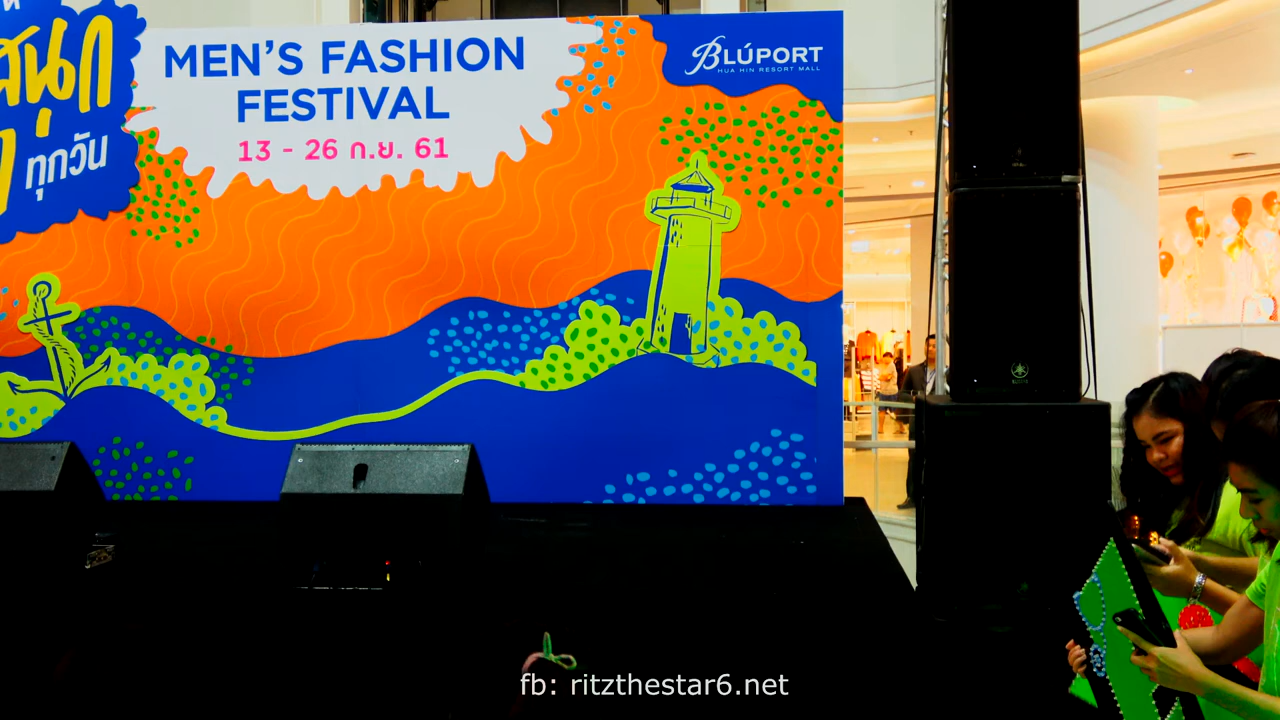 สนุก
ทุกวัน
MEN'S FASHION
FESTIVAL
13 - 26 ก.ย. 61
BLÚPORT
HUA HIN RESORT MALL
fb: ritzthestar6.net